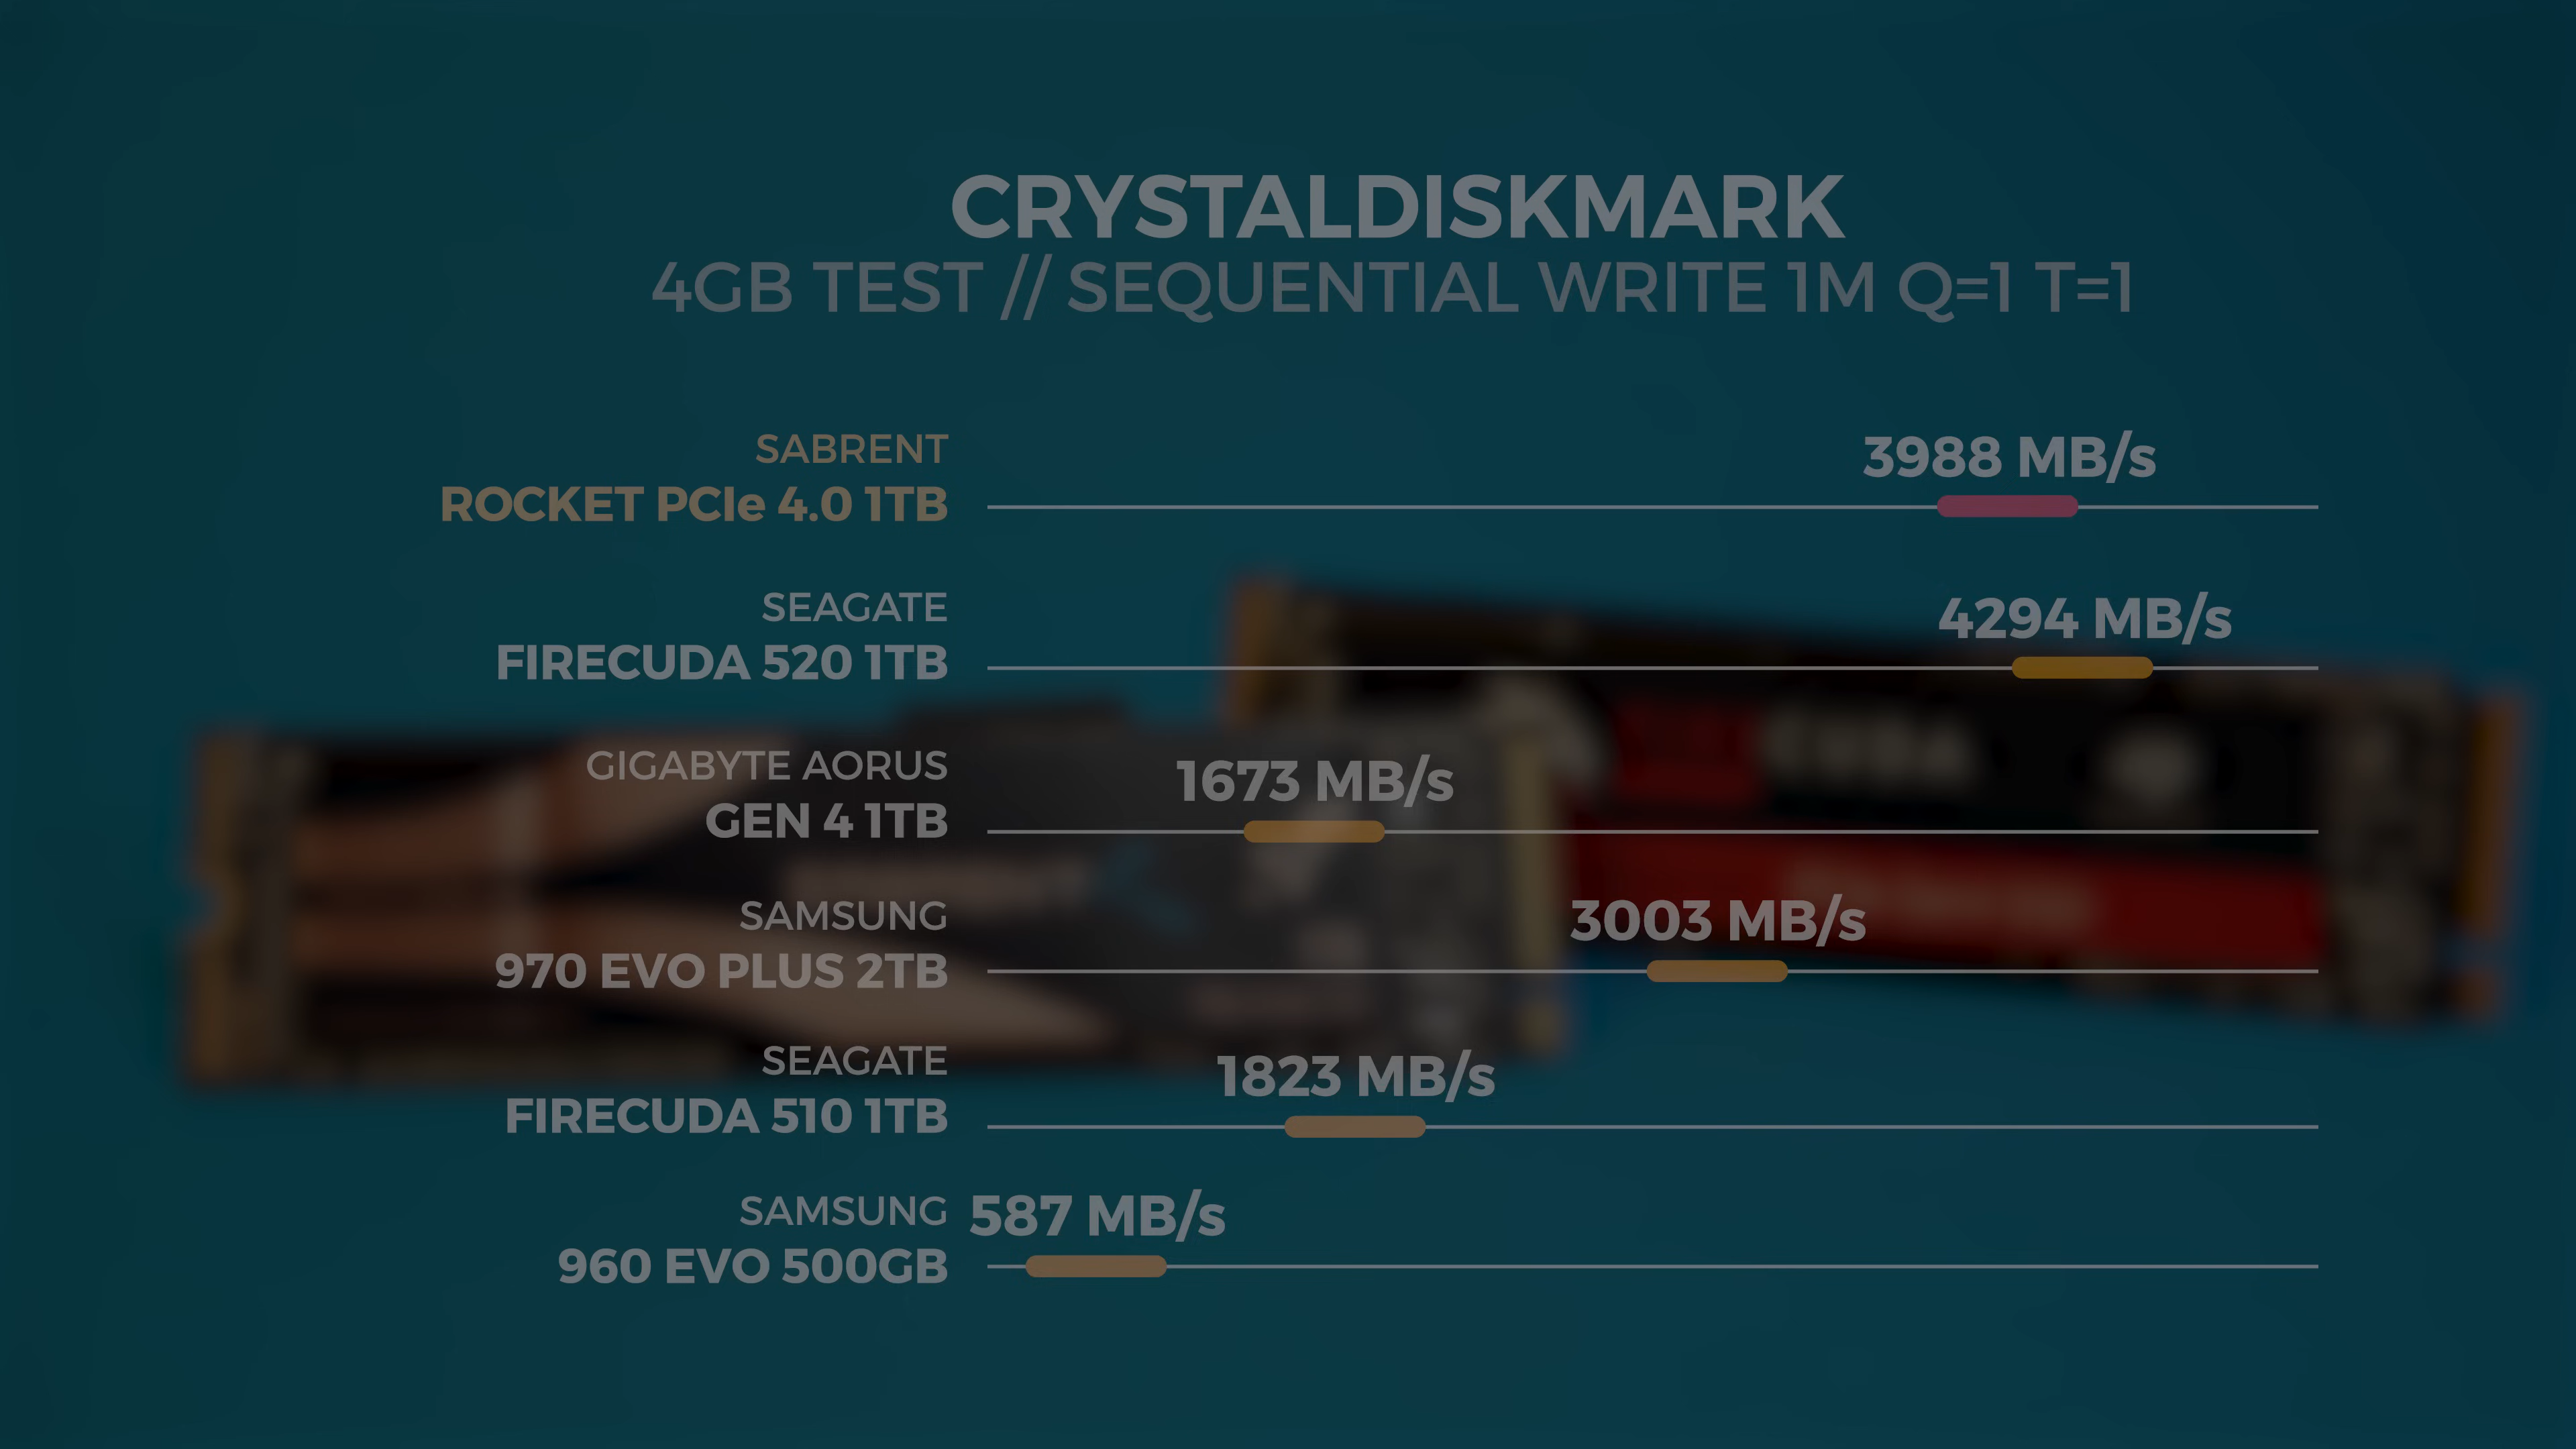 CRYSTALDISKMARK
4GB TEST // SEQUENTIAL WRITE 1M Q=1 T=1
SABRENT
ROCKET PCIe 4.0 1TB
3988 MB/s
SEAGATE
FIRECUDA 520 1TB
4294 MB/s
GIGABYTE AORUS
GEN 4 1TB
1673 MB/s
SAMSUNG
970 EVO PLUS 2TB
3003 MB/s
SEAGATE
FIRECUDA 510 1TB
1823 MB/s
SAMSUNG
960 EVO 500GB
587 MB/s